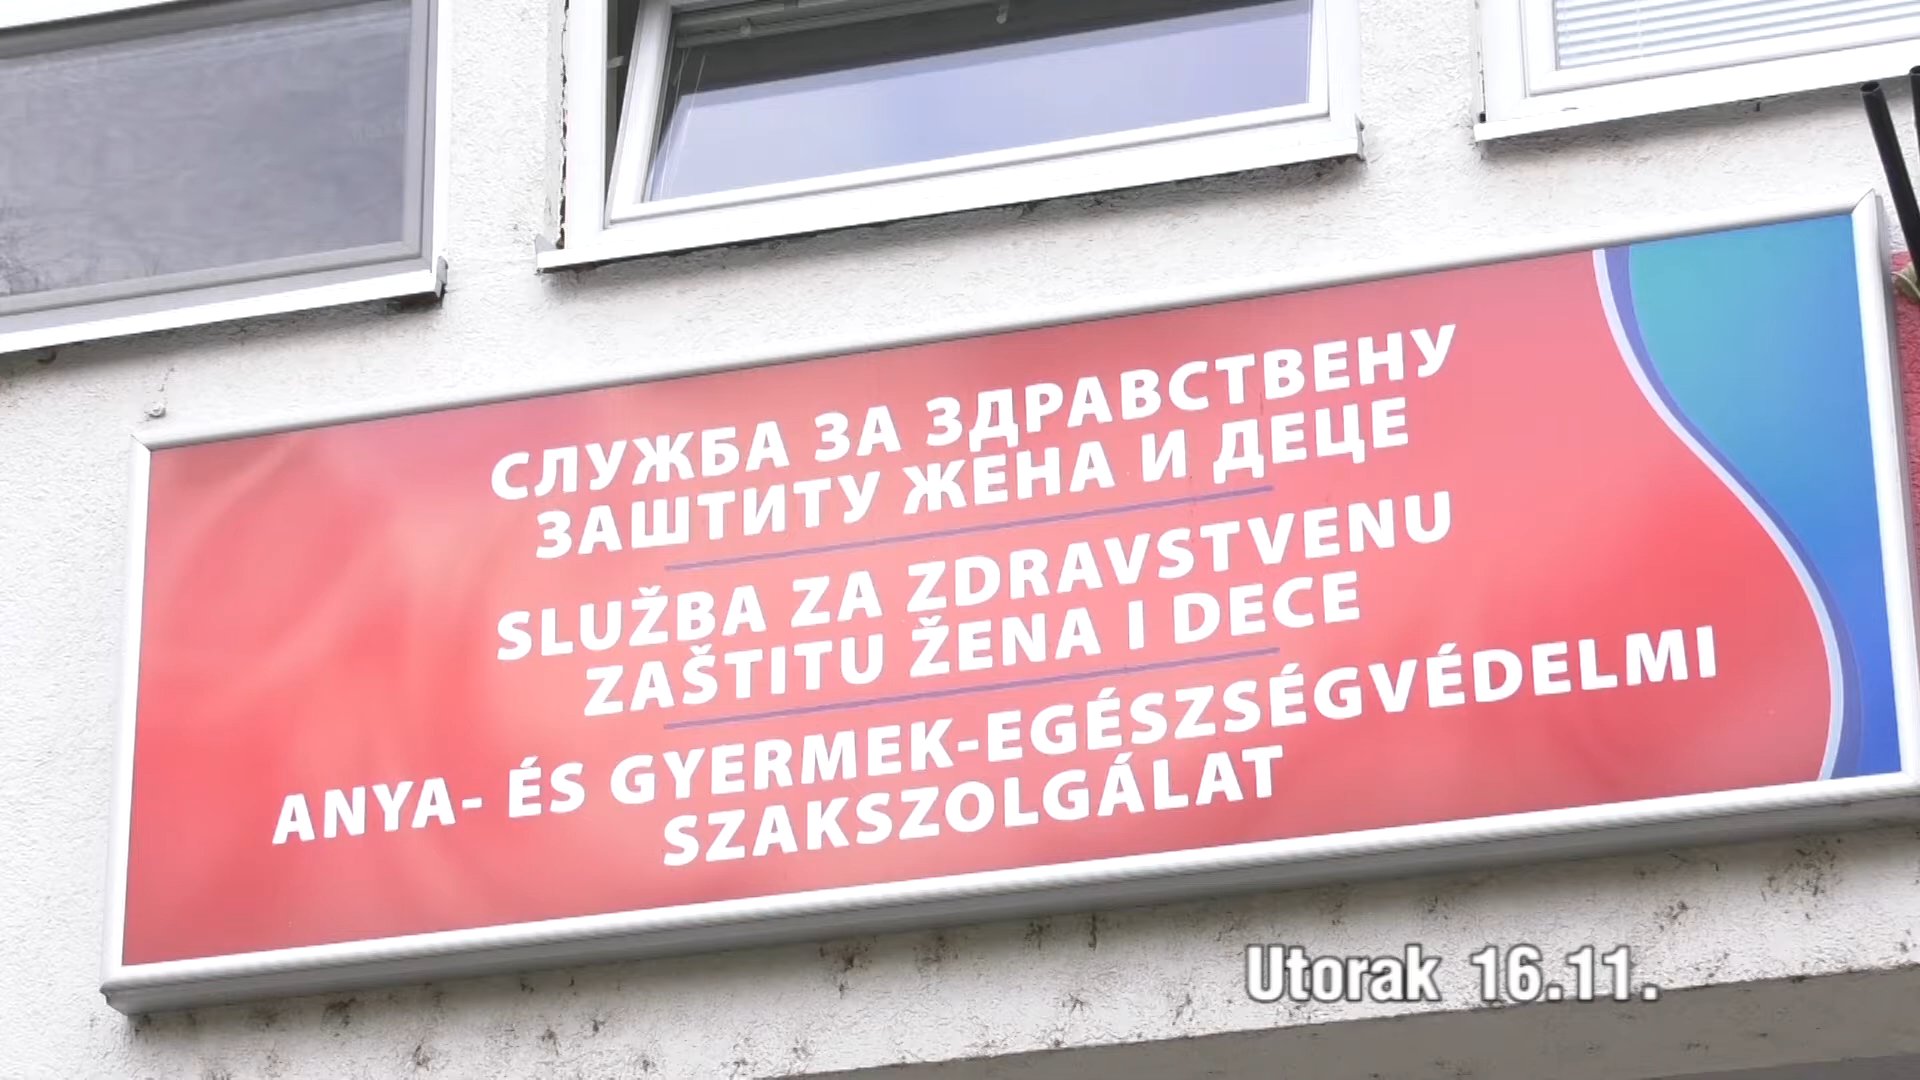 СЛУЖБА ЗА ЗДРАВСТВЕНУ
ЗАШТИТУ ЖЕНА И ДЕЦЕ
SLUŽBA ZA ZDRAVSTVENU
ZAŠTITU ŽENA I DECE
ANYA- ÉS GYERMEK-EGÉSZSÉGVÉDELMI
SZAKSZOLGÁLAT
Utorak 16.11.